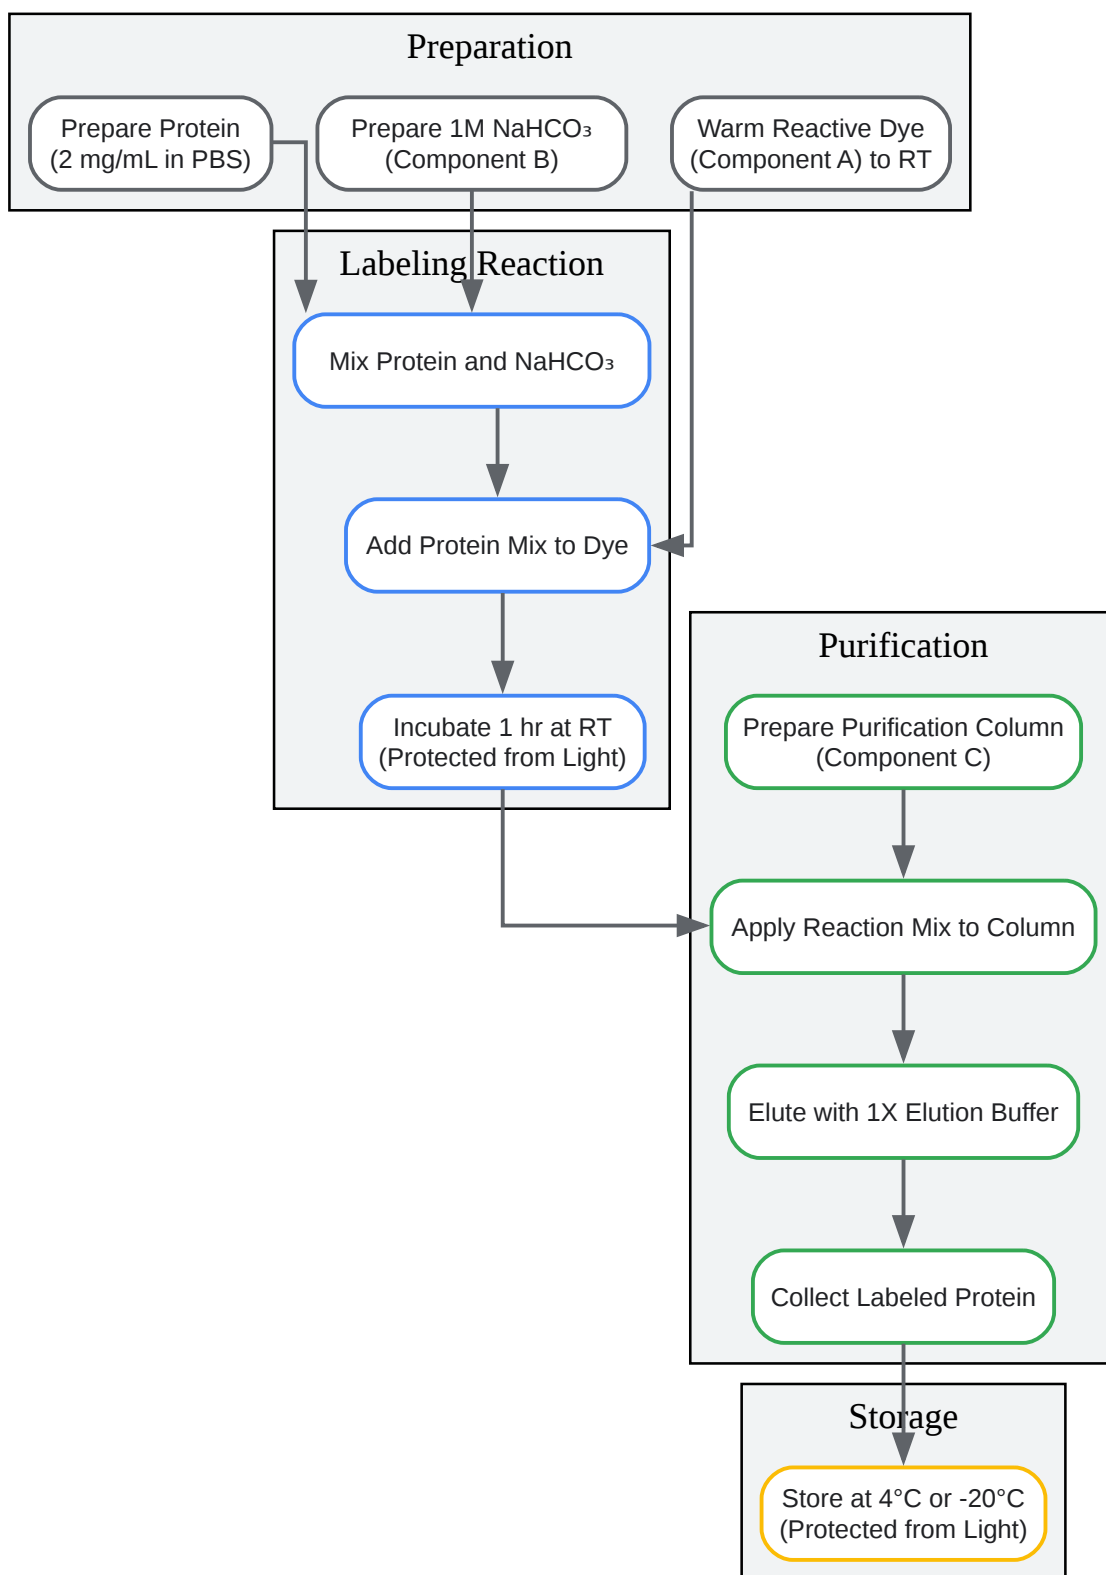 Preparation
Prepare Protein
(2 mg/mL in PBS)
Prepare 1M NaHCO₃
(Component B)
Warm Reactive Dye
(Component A) to RT
Labeling Reaction
Mix Protein and NaHCO₃
Add Protein Mix to Dye
Incubate 1 hr at RT
(Protected from Light)
Purification
Prepare Purification Column
(Component C)
Apply Reaction Mix to Column
Elute with 1X Elution Buffer
Collect Labeled Protein
Storage
Store at 4°C or -20°C
(Protected from Light)